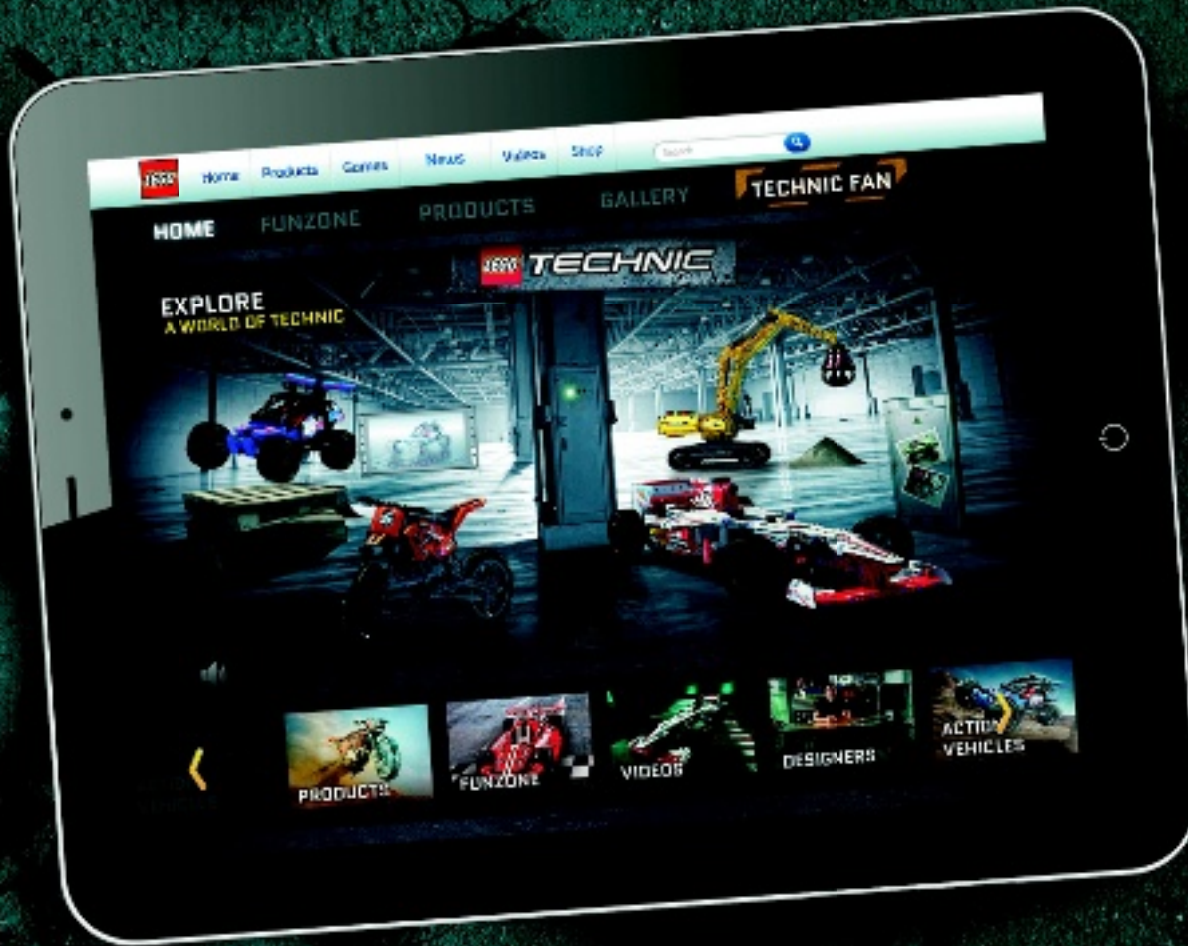 LEGO Home Products Games News Videos Shop Search
HOME FUNZONE PRODUCTS GALLERY TECHNIC FAN
LEGO TECHNIC
EXPLORE
A WORLD OF TECHNIC
PRODUCTS FUNZONE VIDEOS DESIGNERS ACTION
VEHICLES